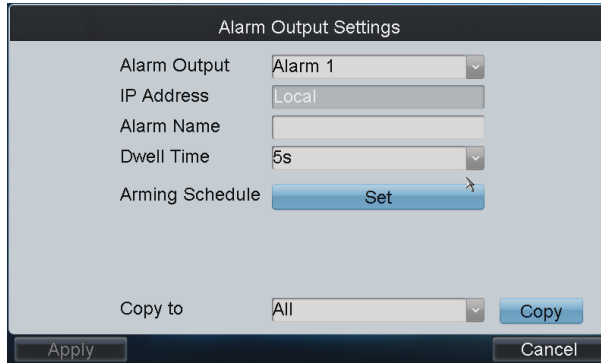 Alarm Output Settings
Alarm Output Alarm 1
IP Address Local
Alarm Name
Dwell Time 5s
Arming Schedule Set
Copy to All Copy
Apply Cancel